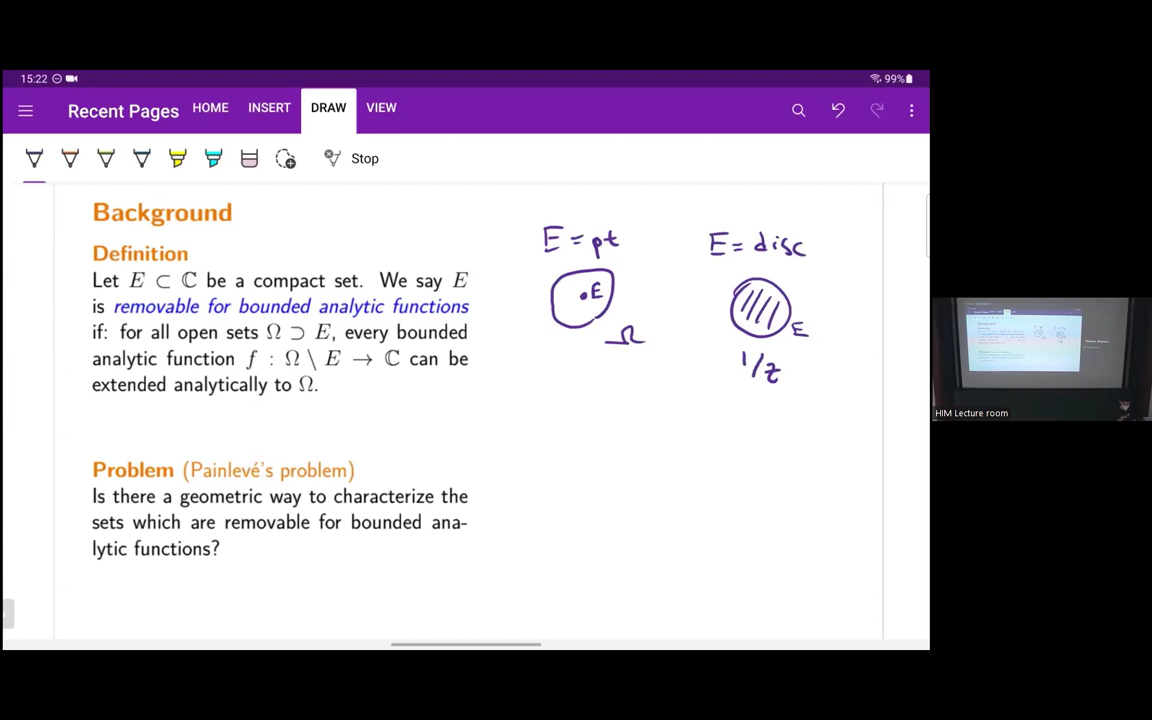 15:22
99%
Recent Pages HOME INSERT DRAW VIEW
Stop
Background
Definition
Let E ⊂ ℂ be a compact set. We say E
is removable for bounded analytic functions
if: for all open sets Ω ⊃ E, every bounded
analytic function f : Ω \ E → ℂ can be
extended analytically to Ω.
Problem (Painlevé's problem)
Is there a geometric way to characterize the
sets which are removable for bounded ana-
lytic functions?
E = pt
E
Ω
E = disc
E
1/z
HIM Lecture room